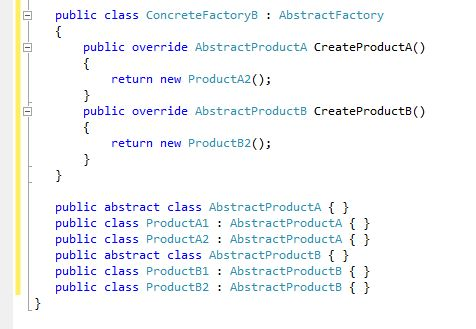 public class ConcreteFactoryB : AbstractFactory
{
public override AbstractProductA CreateProductA()
{
return new ProductA2();
}
public override AbstractProductB CreateProductB()
{
return new ProductB2();
}
}
public abstract class AbstractProductA { }
public class ProductA1 : AbstractProductA { }
public class ProductA2 : AbstractProductA { }
public abstract class AbstractProductB { }
public class ProductB1 : AbstractProductB { }
public class ProductB2 : AbstractProductB { }
}